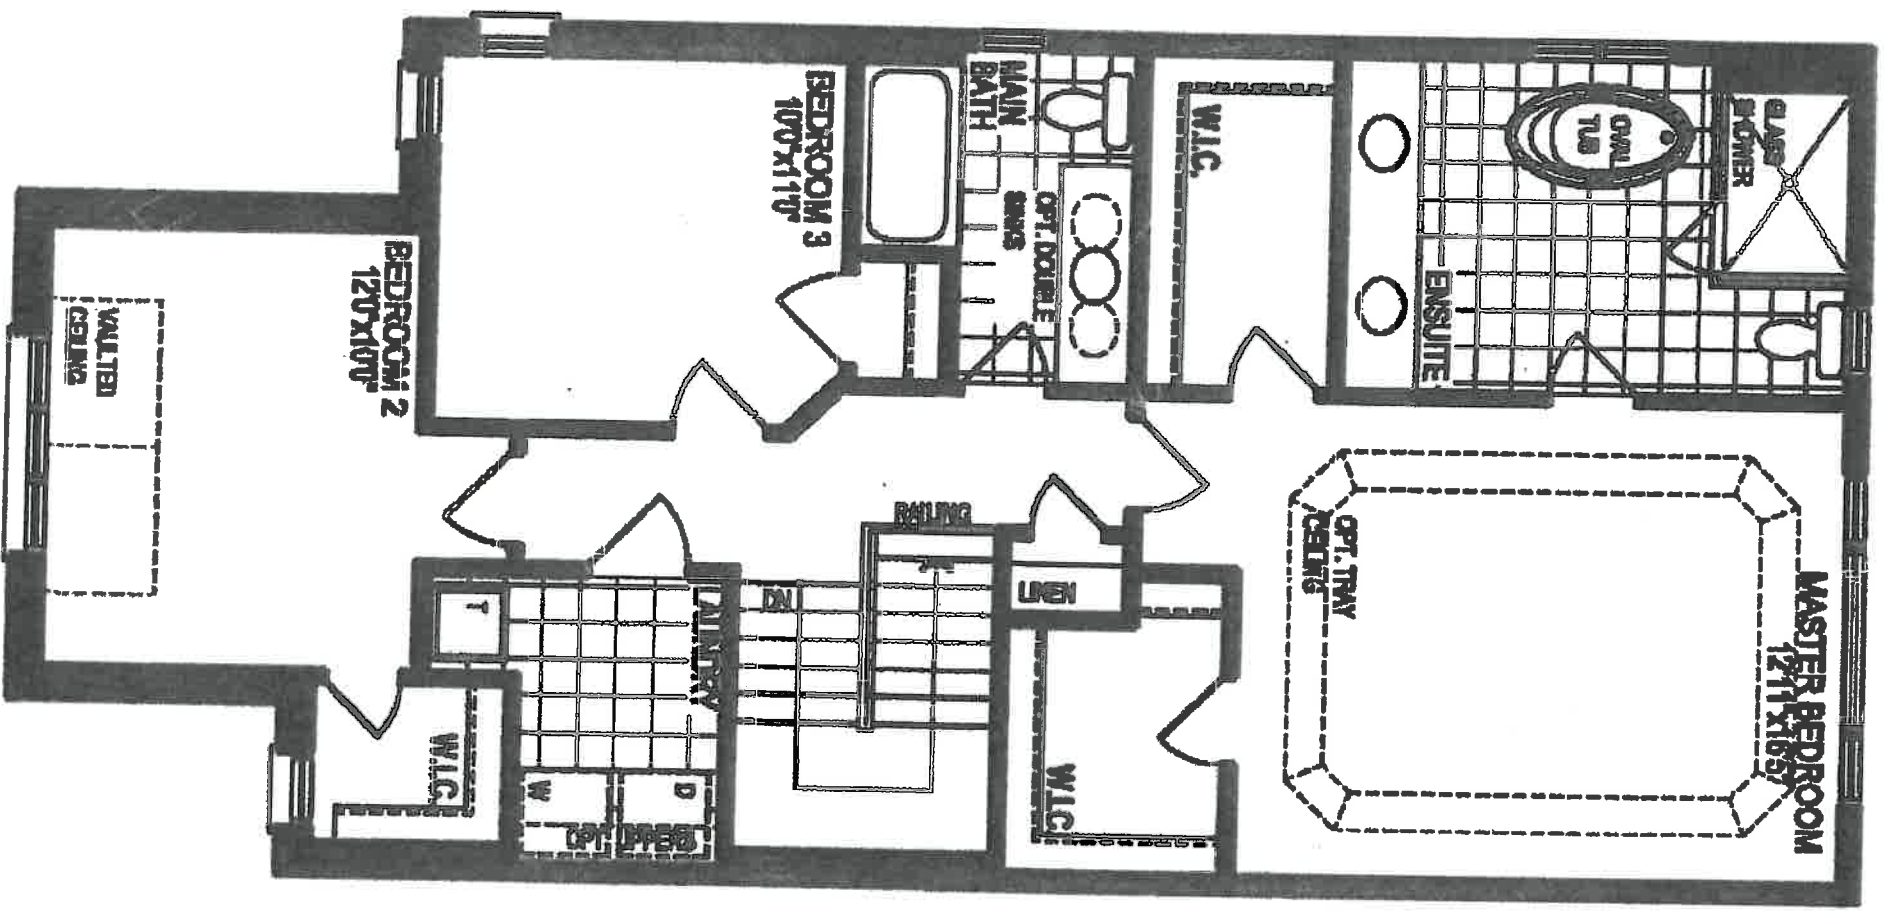 MASTER BEDROOM
12'11"x16'5"
OPT. TRAY
CEILING
GLASS
SHOWER
OVAL
TUB
ENSUITE
W.I.C.
W.I.C.
LINEN
MAIN
BATH
OPT. DOUBLE
SINKS
RAILING
DN
BEDROOM 3
10'0"x11'0"
LAUNDRY
T
D
W
OPT. UPPERS
W.I.C.
BEDROOM 2
12'0"x10'0"
VAULTED
CEILING